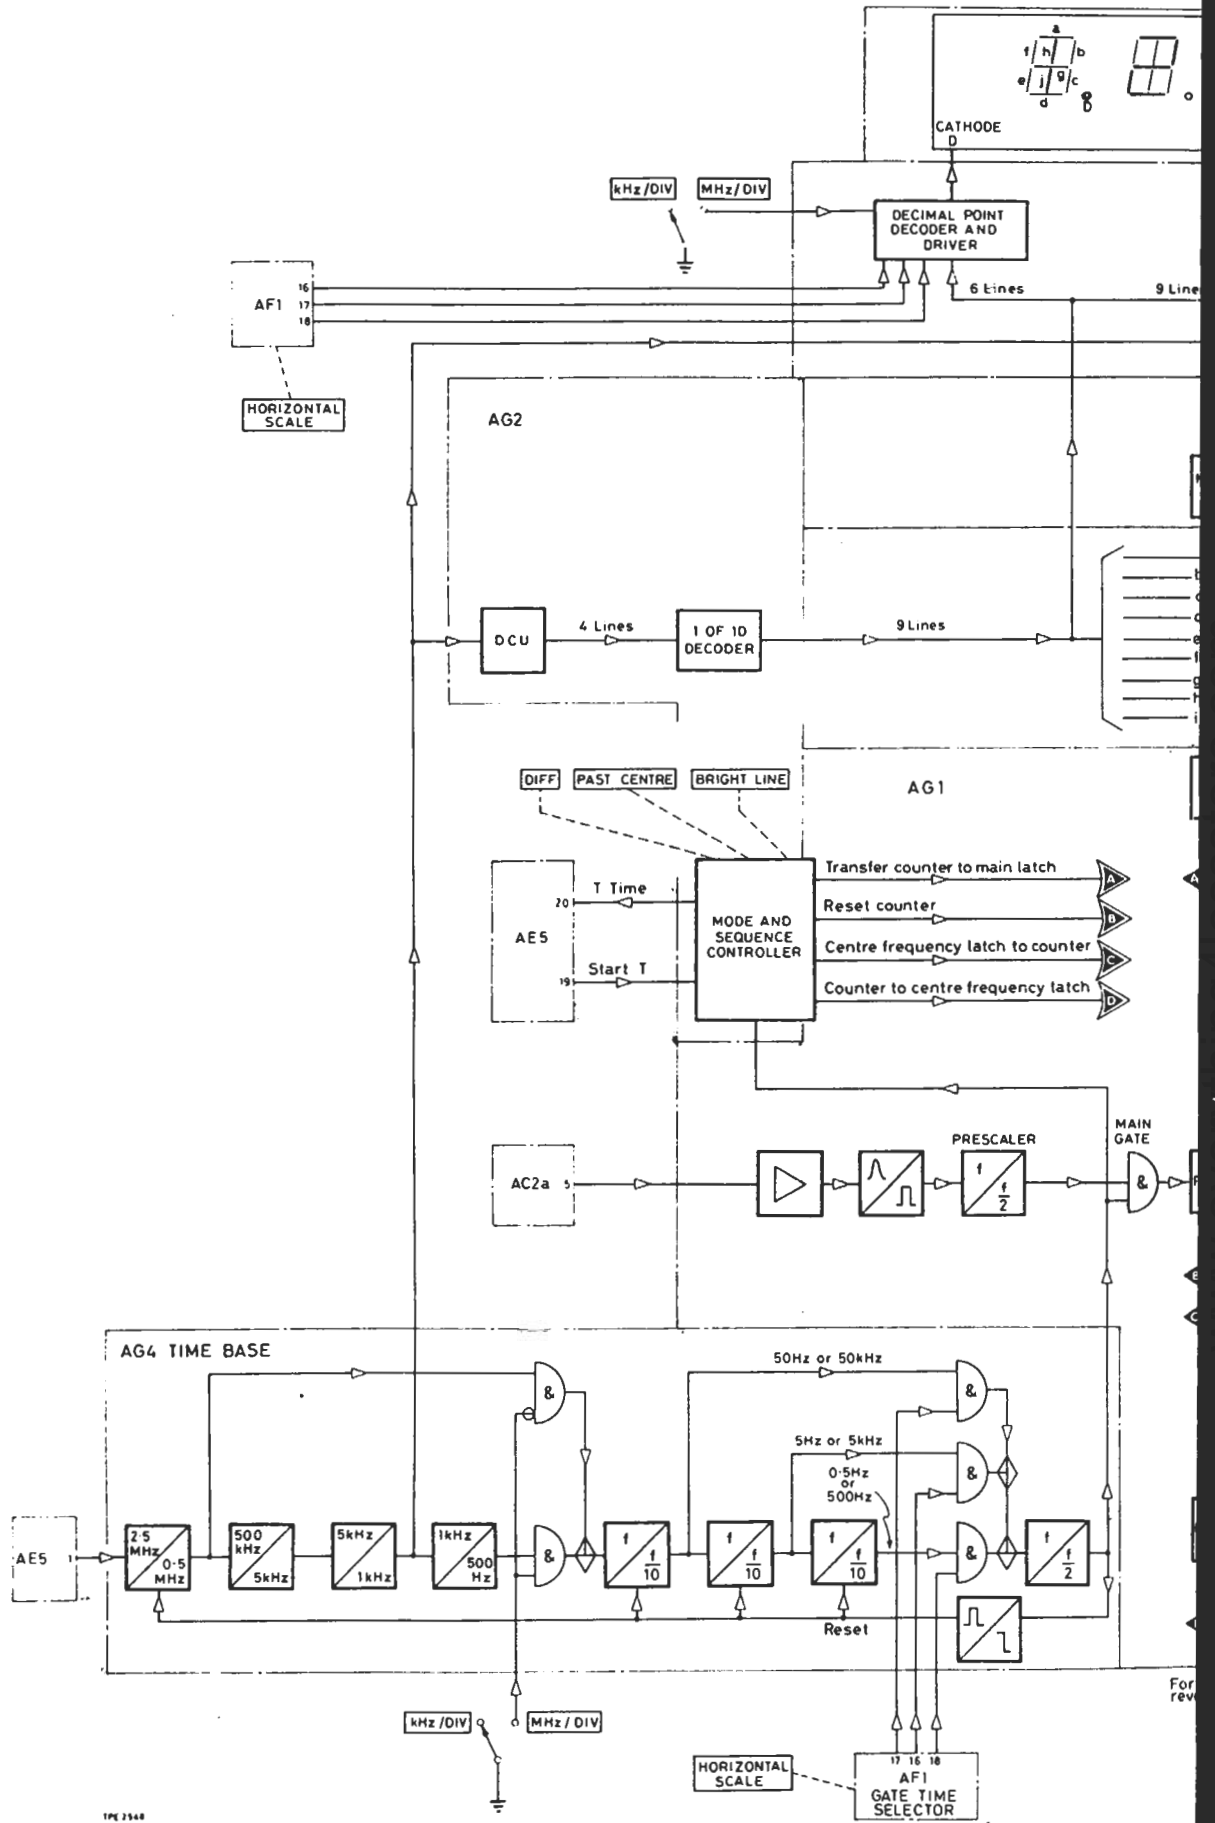 a
f h b
e j g c
d
D
CATHODE
D
kHz/DIV MHz/DIV
DECIMAL POINT
DECODER AND
DRIVER
6 Lines
AF1
16
17
18
HORIZONTAL
SCALE
AG2
DCU
4 Lines
1 OF 10
DECODER
9 Lines
e
g
i
DIFF PAST CENTRE BRIGHT LINE
AG1
AE5
20
T Time
19
Start T
MODE AND
SEQUENCE
CONTROLLER
Transfer counter to main latch
A
A
Reset counter
B
Centre frequency latch to counter
C
Counter to centre frequency latch
D
AC2a 5
PRESCALER
f
f
2
MAIN
GATE
&
AG4 TIME BASE
&
50Hz or 50kHz
&
5Hz or 5kHz
&
0·5Hz
or
500Hz
AE5 1
2·5
MHz
0·5
MHz
500
kHz
5kHz
5kHz
1kHz
1kHz
500
Hz
&
f
f
10
f
f
10
f
f
10
&
f
f
2
Reset
For
kHz/DIV MHz/DIV
HORIZONTAL
SCALE
17 16 18
AF1
GATE TIME
SELECTOR
TPE 2540